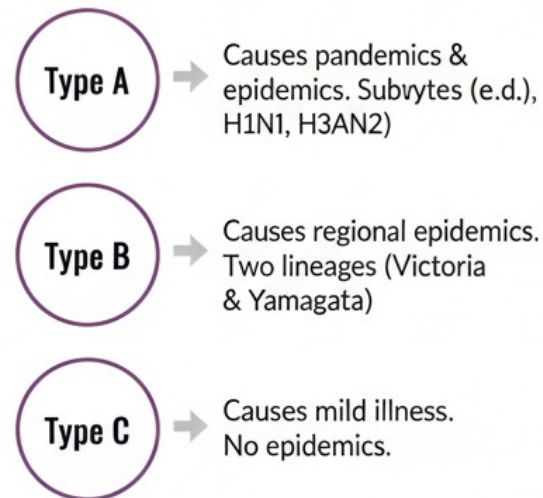 Type A
Causes pandemics &
epidemics. Subvytes (e.d.),
H1N1, H3AN2)
Type B
Causes regional epidemics.
Two lineages (Victoria
& Yamagata)
Type C
Causes mild illness.
No epidemics.